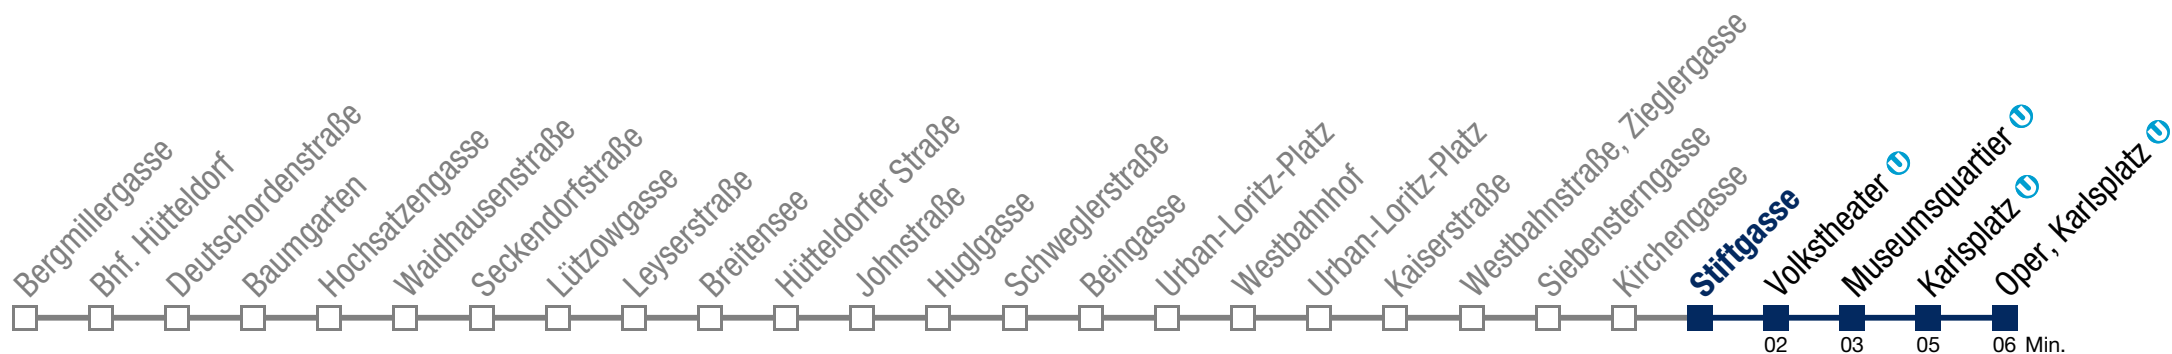 Bergmillergasse
Bhf. Hütteldorf
Deutschordenstraße
Baumgarten
Hochsatzengasse
Waidhausenstraße
Seckendorfstraße
Lützowgasse
Leyserstraße
Breitensee
Hütteldorfer Straße
Johnstraße
Huglgasse
Schweglerstraße
Beingasse
Urban-Loritz-Platz
Westbahnhof
Urban-Loritz-Platz
Kaiserstraße
Westbahnstraße, Zieglergasse
Siebensterngasse
Kirchengasse
Stiftgasse
Volkstheater U
Museumsquartier U
Karlsplatz U
Oper, Karlsplatz U
02 03 05 06 Min.